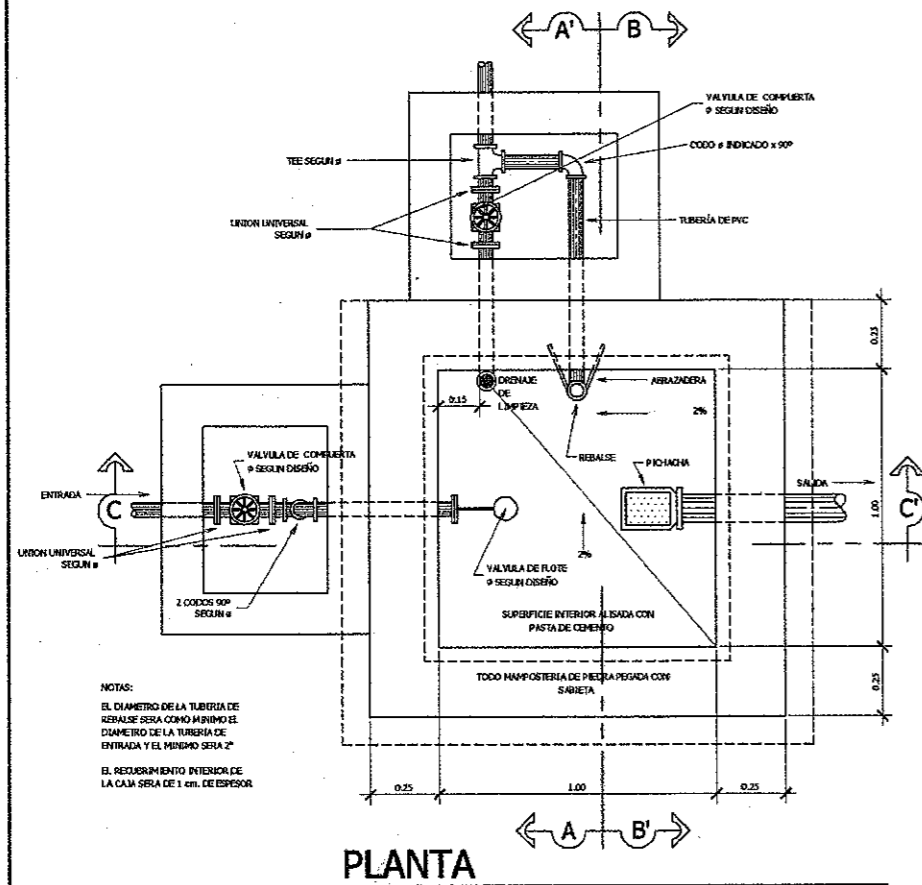 A'
B
VALVULA DE COMPUERTA
ø SEGUN DISEÑO
TEE SEGUN ø
CODO ø INDICADO x 90º
UNION UNIVERSAL
SEGUN ø
TUBERÍA DE PVC
0.25
DRENAJE
DE
LIMPIEZA
ABRAZADERA
0.15
2%
REBALSE
VALVULA DE COMPUERTA
ø SEGUN DISEÑO
PICHACHA
SALIDA
ENTRADA
C
C'
1.00
UNION UNIVERSAL
SEGUN ø
2%
VALVULA DE FLOTE
ø SEGUN DISEÑO
2 CODOS 90º
SEGUN ø
SUPERFICIE INTERIOR ALISADA CON
PASTA DE CEMENTO
TODO MAMPOSTERIA DE PIEDRA PEGADA CON
SABIETA
0.25
NOTAS:
EL DIAMETRO DE LA TUBERIA DE
REBALSE SERA COMO MINIMO EL
DIAMETRO DE LA TUBERIA DE
ENTRADA Y EL MINIMO SERA 2"
EL RECUBRIMIENTO INTERIOR DE
LA CAJA SERA DE 1 cm. DE ESPESOR
0.25
1.00
0.25
A
B'
PLANTA